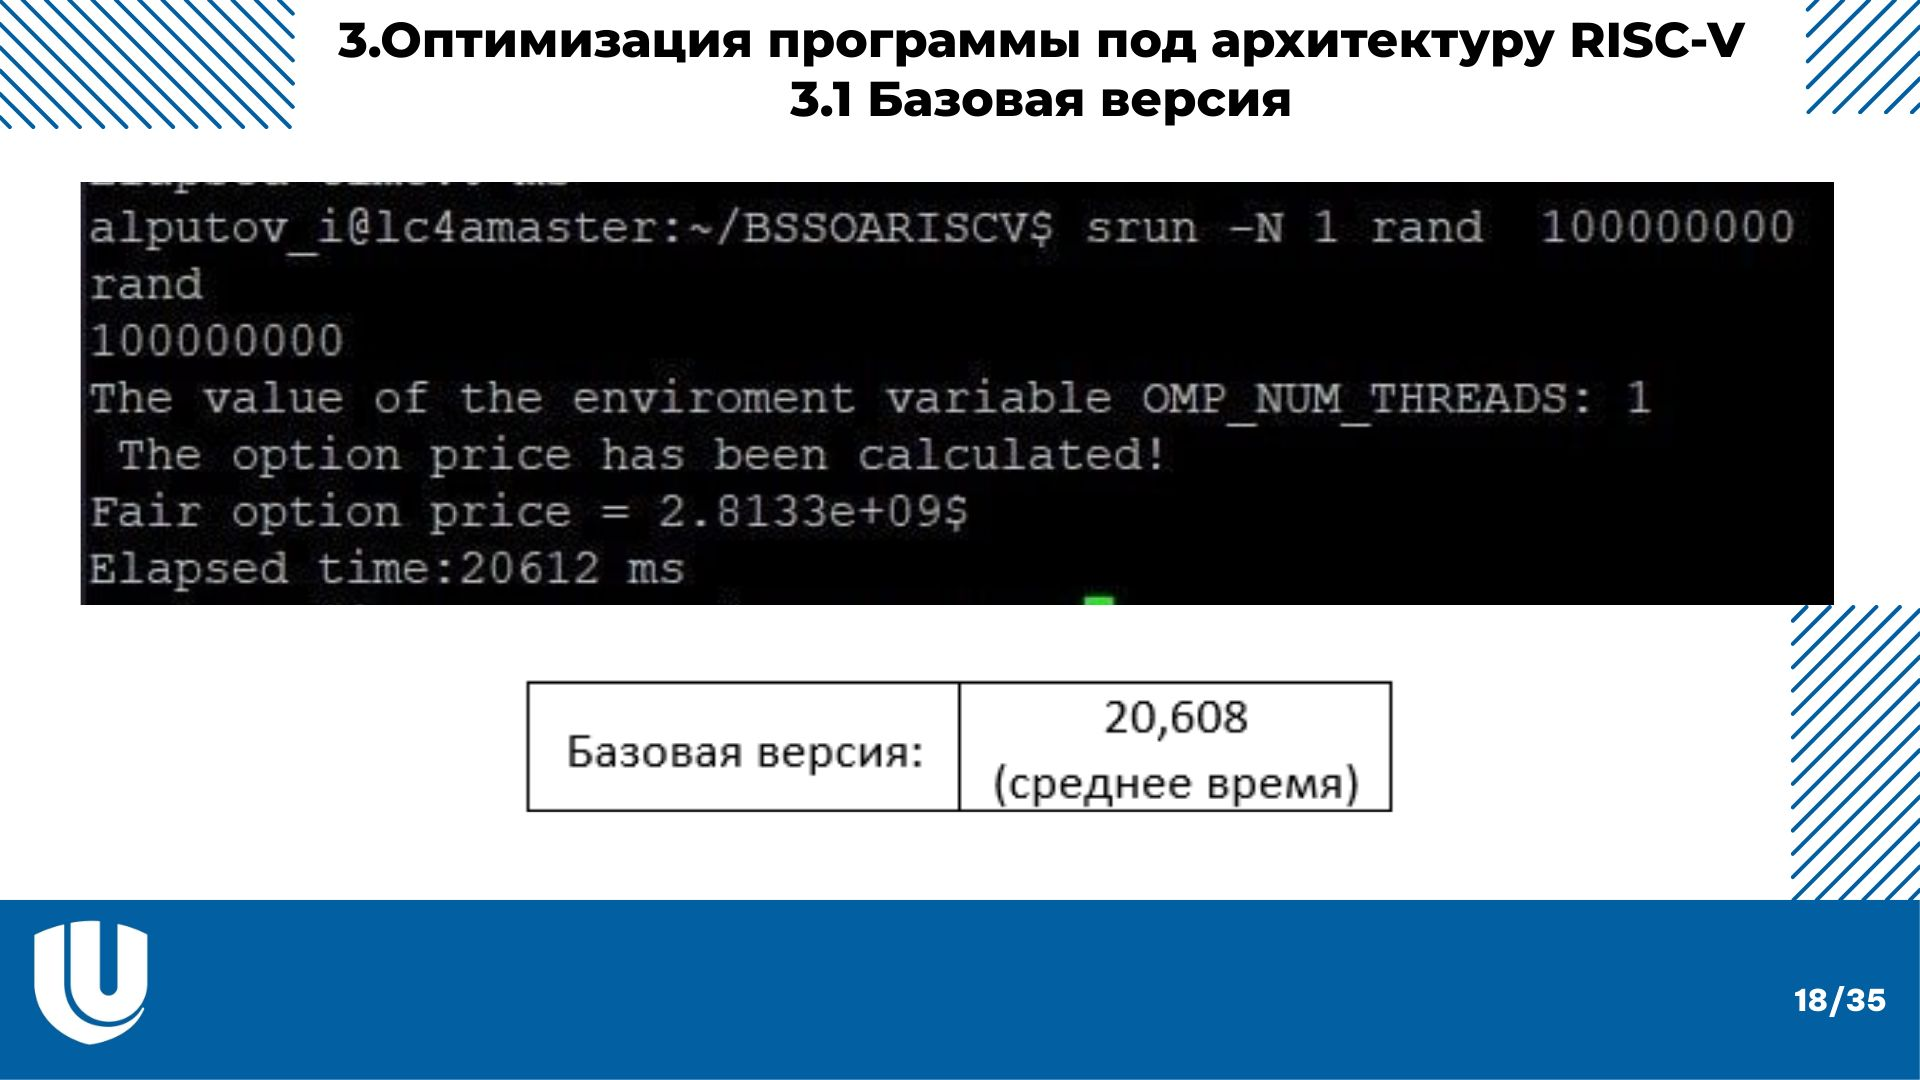 3.Оптимизация программы под архитектуру RISC-V
3.1 Базовая версия
alputov_i@lc4amaster:~/BSSOARISCV$ srun -N 1 rand  100000000
rand
100000000
The value of the enviroment variable OMP_NUM_THREADS: 1
The option price has been calculated!
Fair option price = 2.8133e+09$
Elapsed time:20612 ms
Базовая версия:
20,608
(среднее время)
18/35